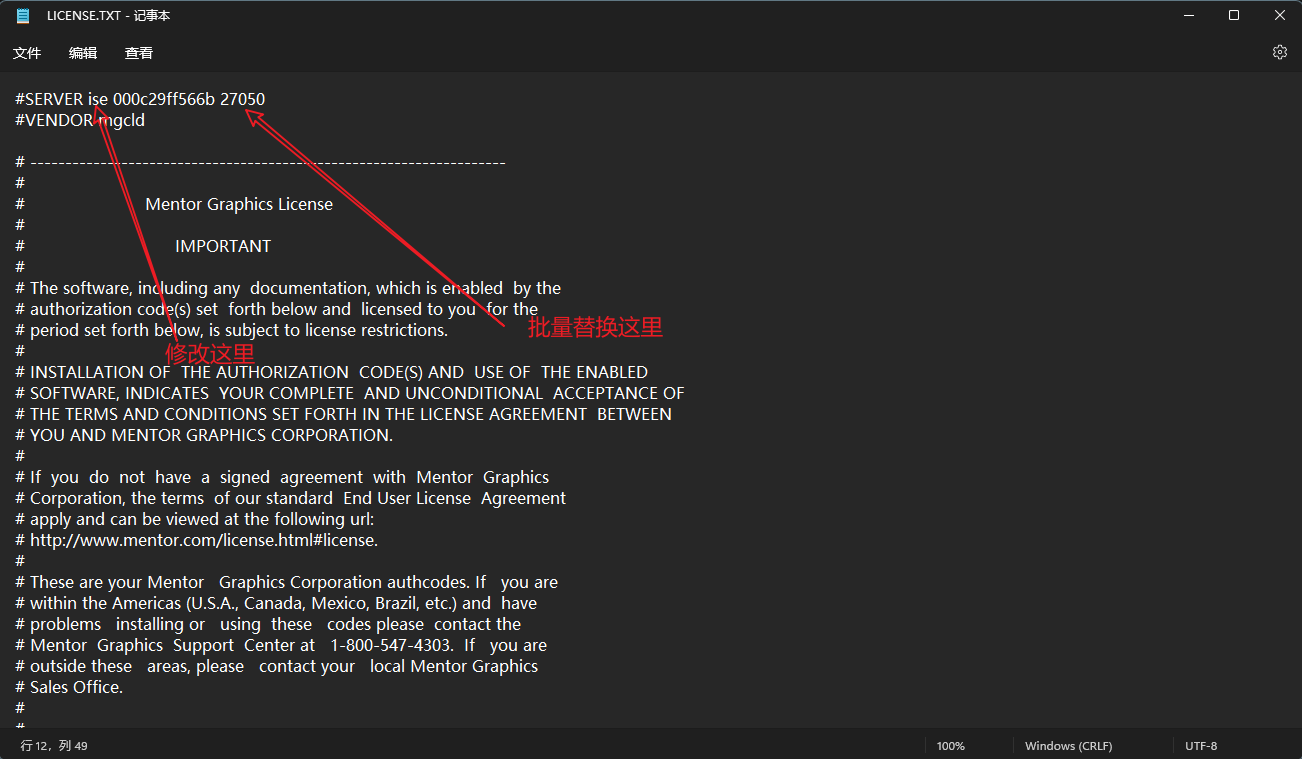 LICENSE.TXT - 记事本
文件 编辑 查看
#SERVER ise 000c29ff566b 27050
#VENDOR mgcld
# --------------------------------------------------------------------
#
# Mentor Graphics License
#
# IMPORTANT
#
# The software, including any documentation, which is enabled by the
# authorization code(s) set forth below and licensed to you for the
批量替换这里
# period set forth below, is subject to license restrictions.
#
修改这里
# INSTALLATION OF THE AUTHORIZATION CODE(S) AND USE OF THE ENABLED
# SOFTWARE, INDICATES YOUR COMPLETE AND UNCONDITIONAL ACCEPTANCE OF
# THE TERMS AND CONDITIONS SET FORTH IN THE LICENSE AGREEMENT BETWEEN
# YOU AND MENTOR GRAPHICS CORPORATION.
#
# If you do not have a signed agreement with Mentor Graphics
# Corporation, the terms of our standard End User License Agreement
# apply and can be viewed at the following url:
# http://www.mentor.com/license.html#license.
#
# These are your Mentor Graphics Corporation authcodes. If you are
# within the Americas (U.S.A., Canada, Mexico, Brazil, etc.) and have
# problems installing or using these codes please contact the
# Mentor Graphics Support Center at 1-800-547-4303. If you are
# outside these areas, please contact your local Mentor Graphics
# Sales Office.
#
#
行 12，列 49 100% Windows (CRLF) UTF-8